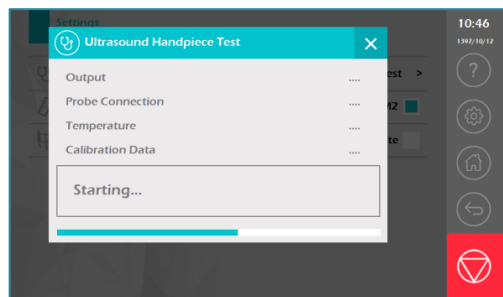 Settings
Ultrasound Handpiece Test
Output ....
Probe Connection ....
Temperature ....
Calibration Data ....
Starting...
10:46
1397/10/12